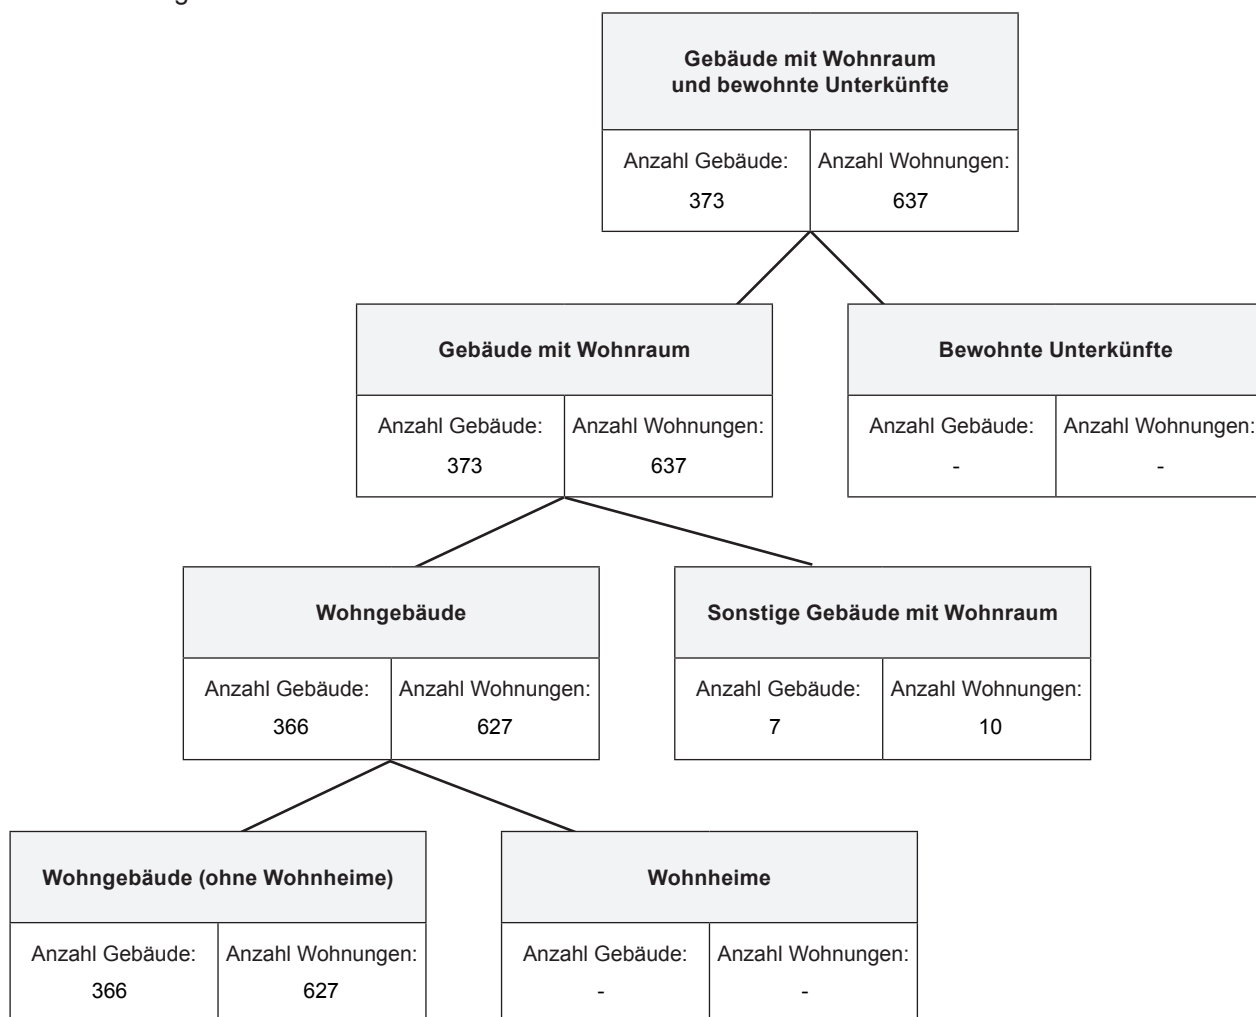 Gebäude mit Wohnraum
und bewohnte Unterkünfte
Anzahl Gebäude: Anzahl Wohnungen:
373 637
Gebäude mit Wohnraum Bewohnte Unterkünfte
Anzahl Gebäude: Anzahl Wohnungen: Anzahl Gebäude: Anzahl Wohnungen:
373 637 - -
Wohngebäude Sonstige Gebäude mit Wohnraum
Anzahl Gebäude: Anzahl Wohnungen: Anzahl Gebäude: Anzahl Wohnungen:
366 627 7 10
Wohngebäude (ohne Wohnheime) Wohnheime
Anzahl Gebäude: Anzahl Wohnungen: Anzahl Gebäude: Anzahl Wohnungen:
366 627 - -